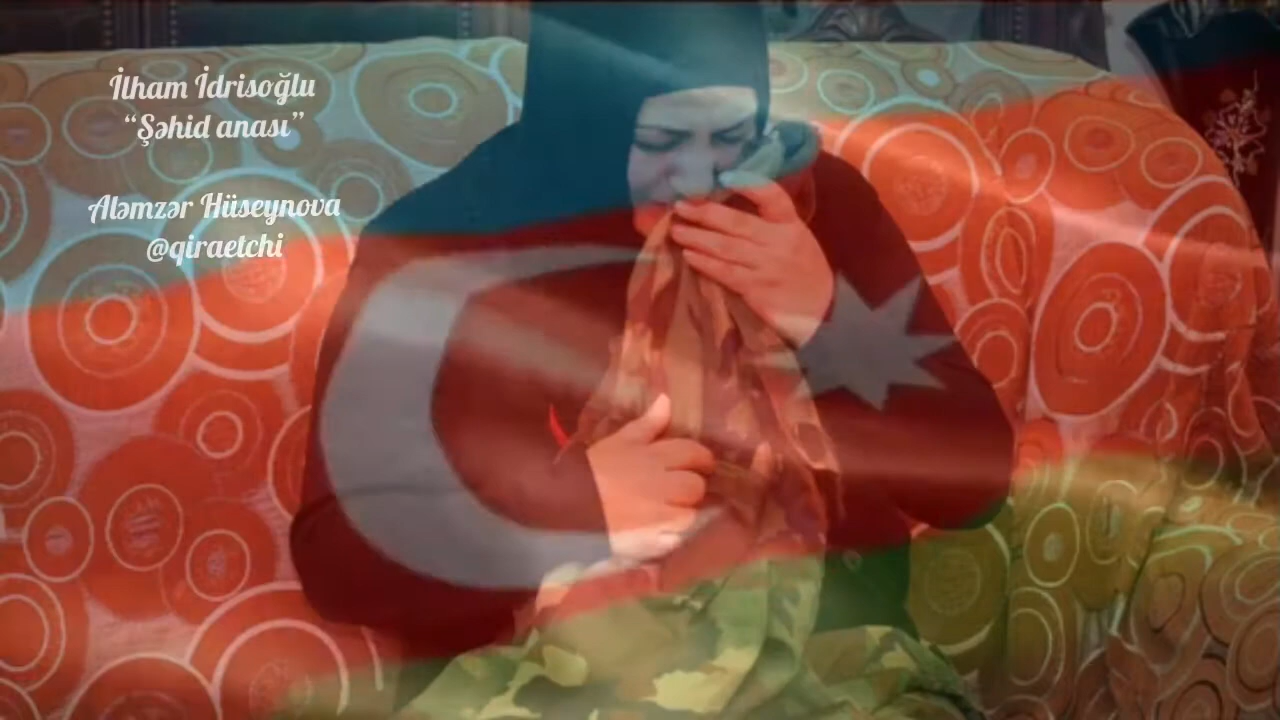 İlham İdrisoğlu
“Şəhid anası”
Aləmzər Hüseynova
@qiraetchi